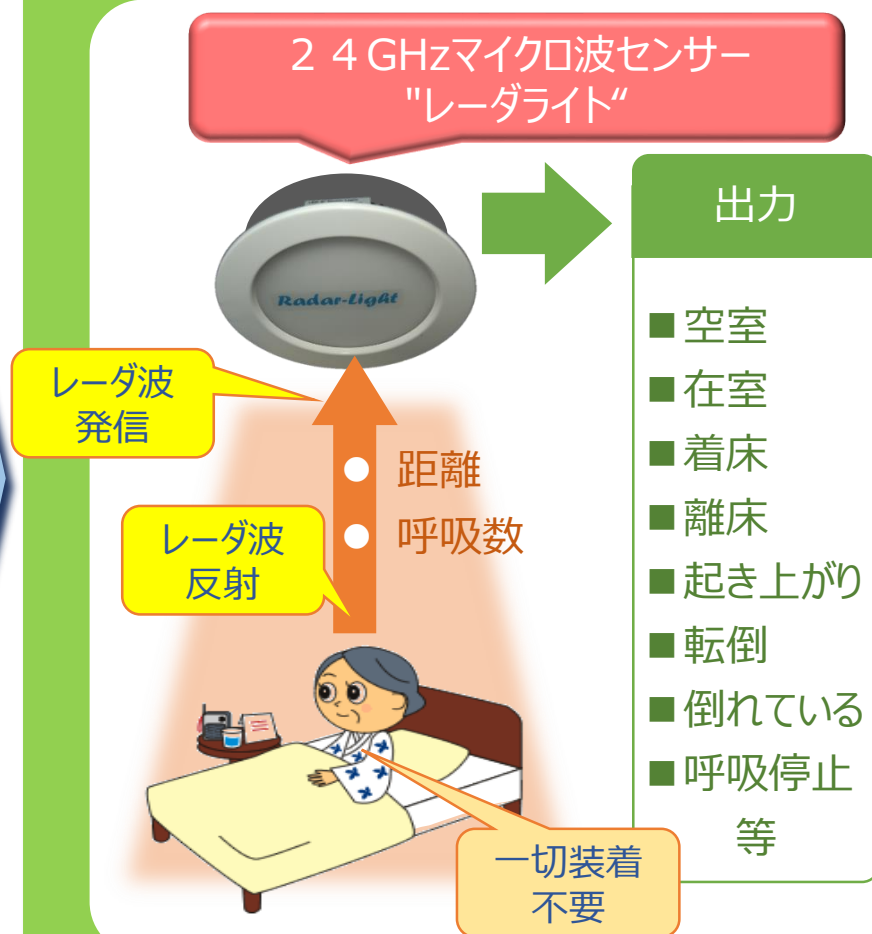 ２４GHzマイクロ波センサー
"レーダライト“
Radar-Light
出力
レーダ波
発信
距離
呼吸数
レーダ波
反射
一切装着
不要
■空室
■在室
■着床
■離床
■起き上がり
■転倒
■倒れている
■呼吸停止
等